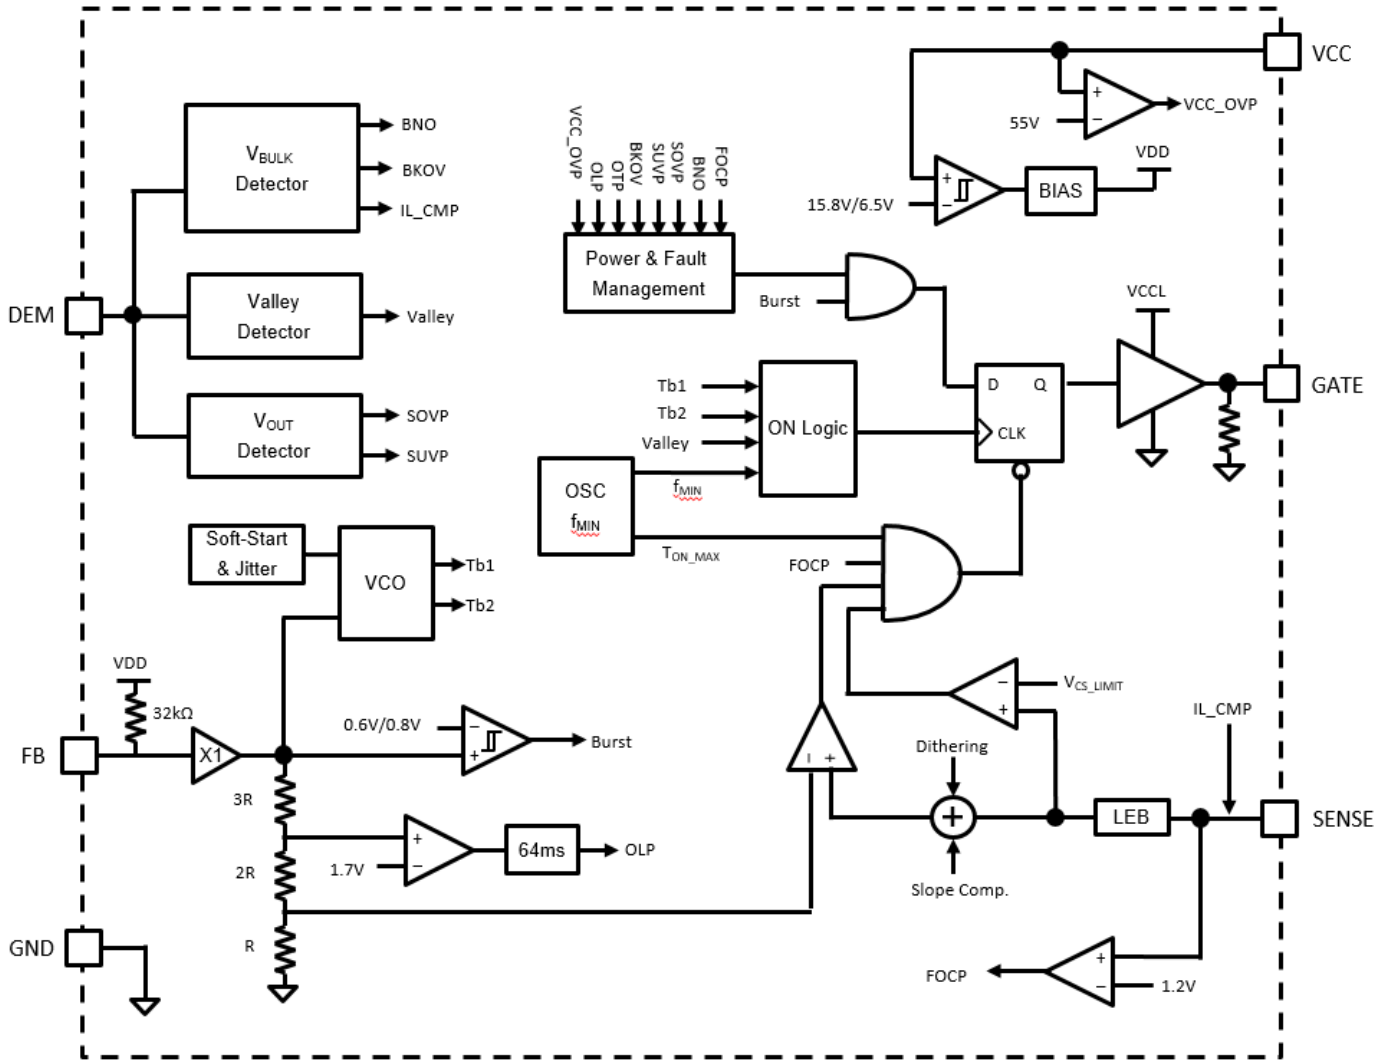 VCC
VCC_OVP
55V
VDD
BIAS
15.8V/6.5V
VBULK
Detector
BNO
BKOV
IL_CMP
VCC_OVP
OLP
OTP
BKOV
SUVP
SOVP
BNO
FOCP
Power & Fault
Management
Burst
DEM
Valley
Detector
Valley
VOUT
Detector
SOVP
SUVP
Tb1
Tb2
Valley
ON Logic
OSC
fMIN
fMIN
TON_MAX
FOCP
D
Q
CLK
VCCL
GATE
Soft-Start
& Jitter
VCO
Tb1
Tb2
VDD
32kΩ
FB
X1
0.6V/0.8V
−
+
Burst
3R
2R
R
1.7V
+
−
64ms
OLP
GND
− +
−
+
VCS_LIMIT
IL_CMP
Dithering
+
Slope Comp.
LEB
SENSE
+
−
1.2V
FOCP
+
−
+
−